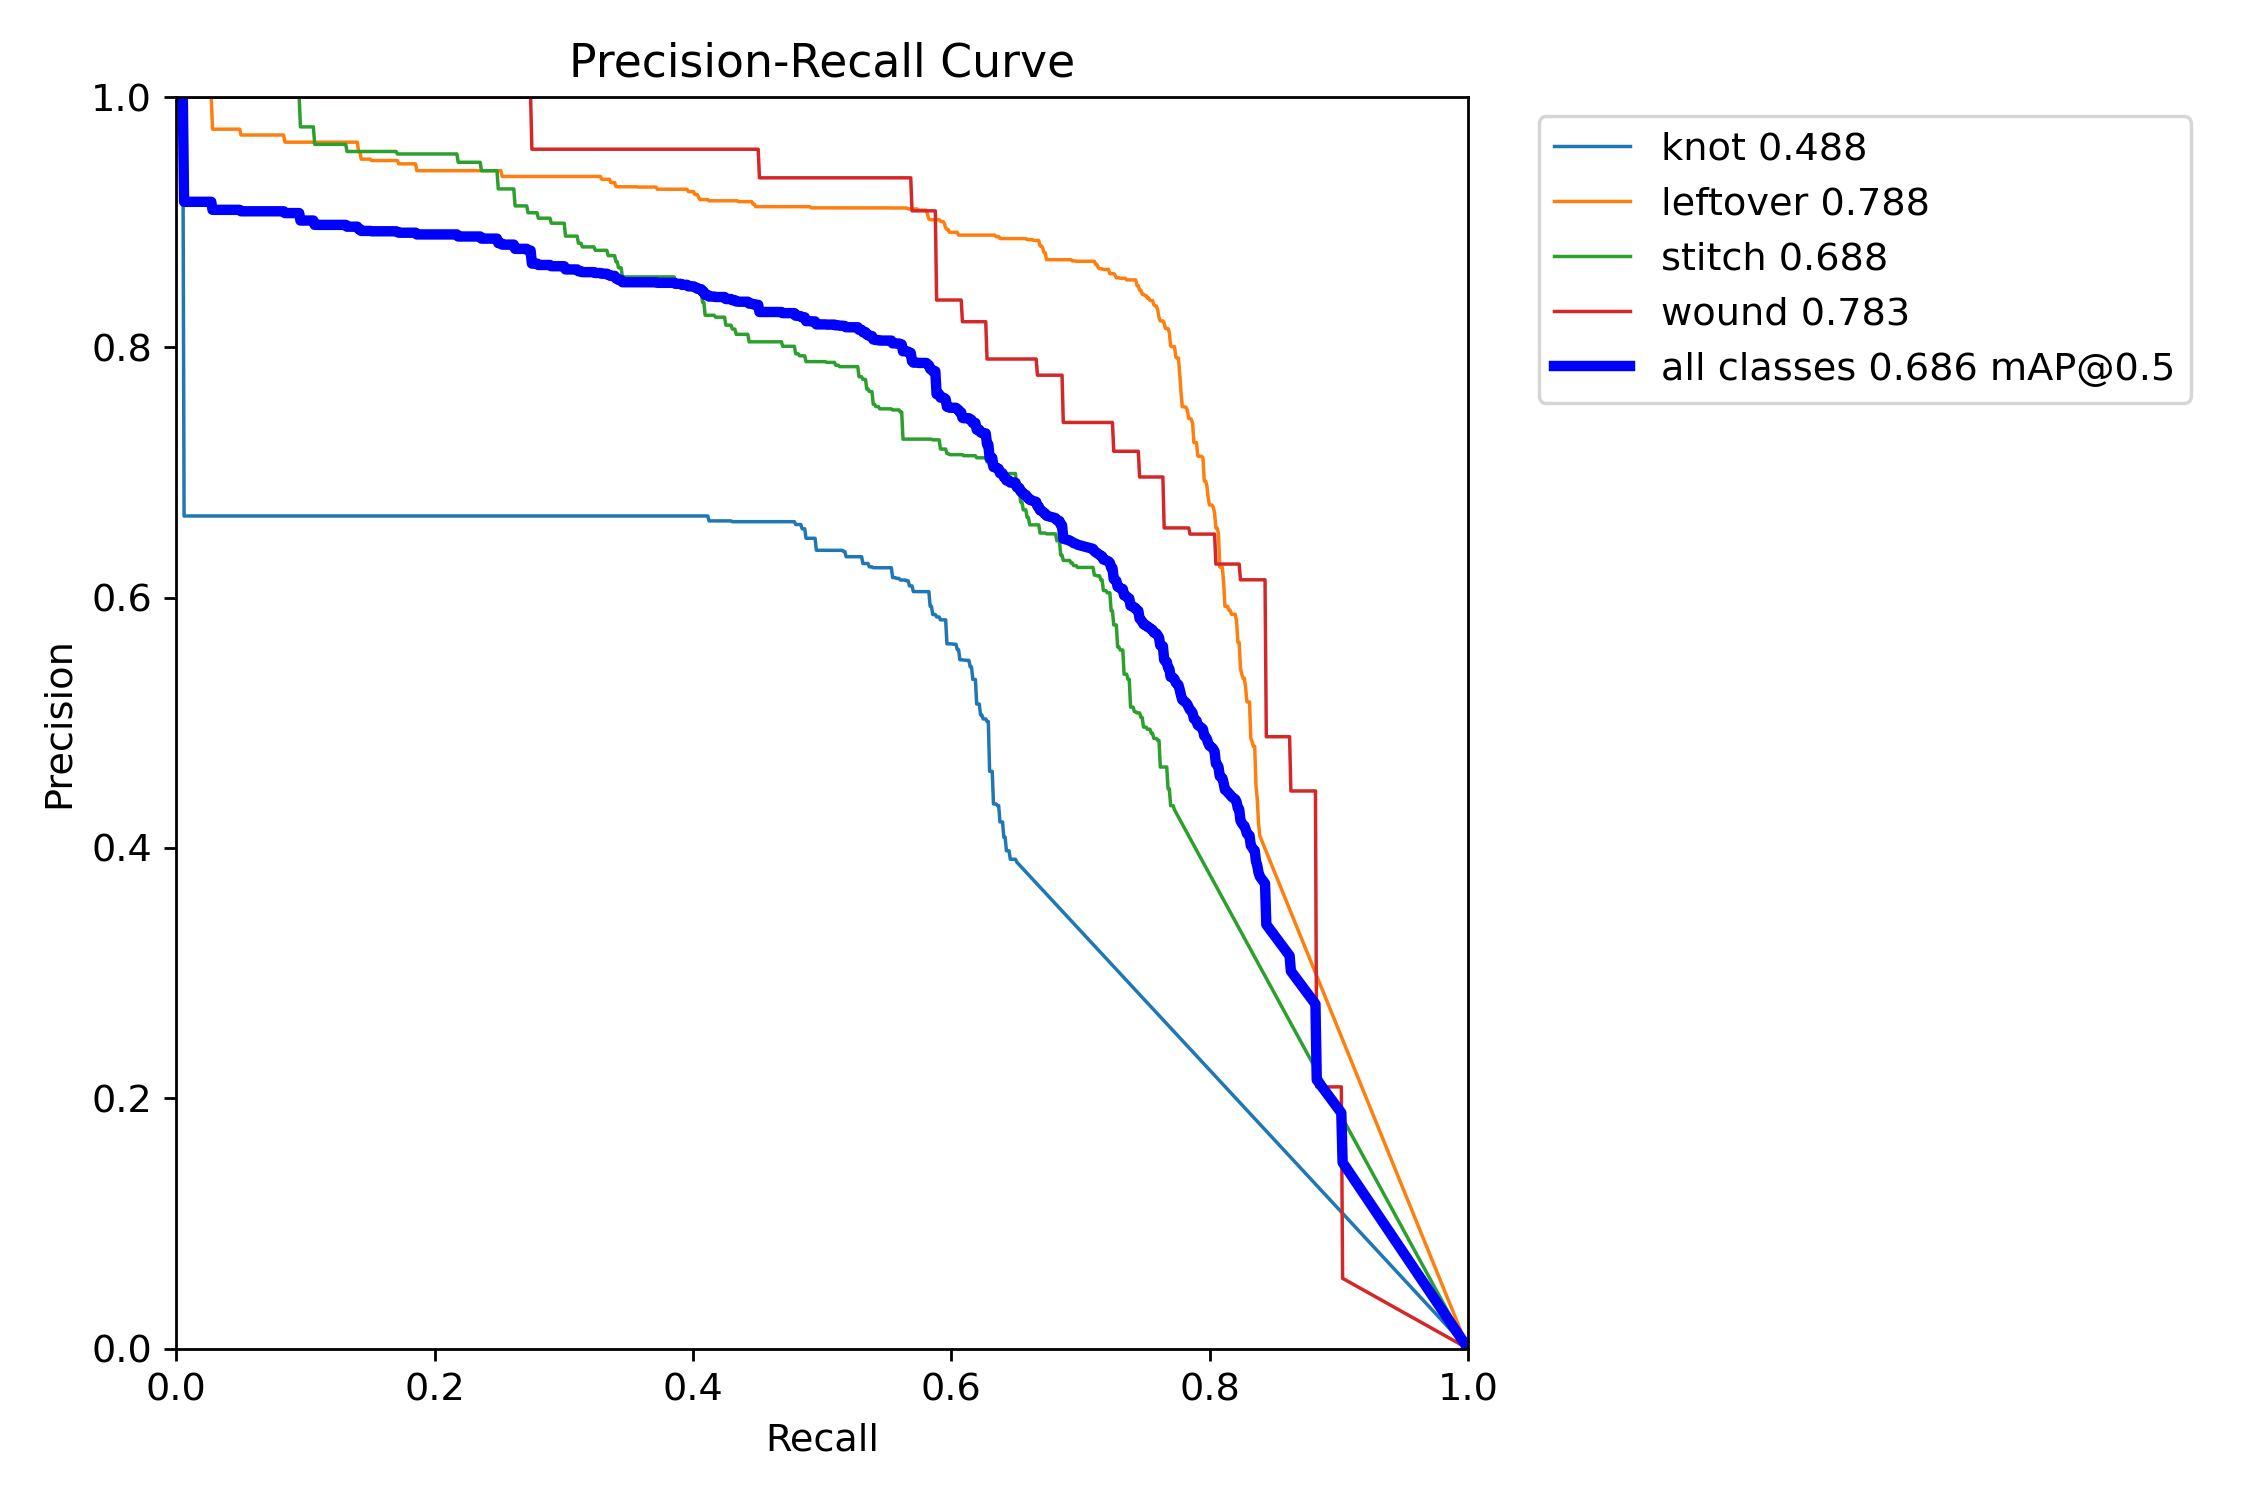 Precision-Recall Curve
1.0
0.8
0.6
0.4
0.2
0.0
Precision
0.0 0.2 0.4 0.6 0.8 1.0
Recall
knot 0.488
leftover 0.788
stitch 0.688
wound 0.783
all classes 0.686 mAP@0.5